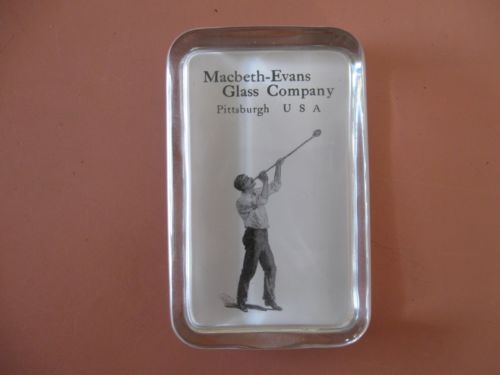 Macbeth-Evans
Glass Company
Pittsburgh U S A